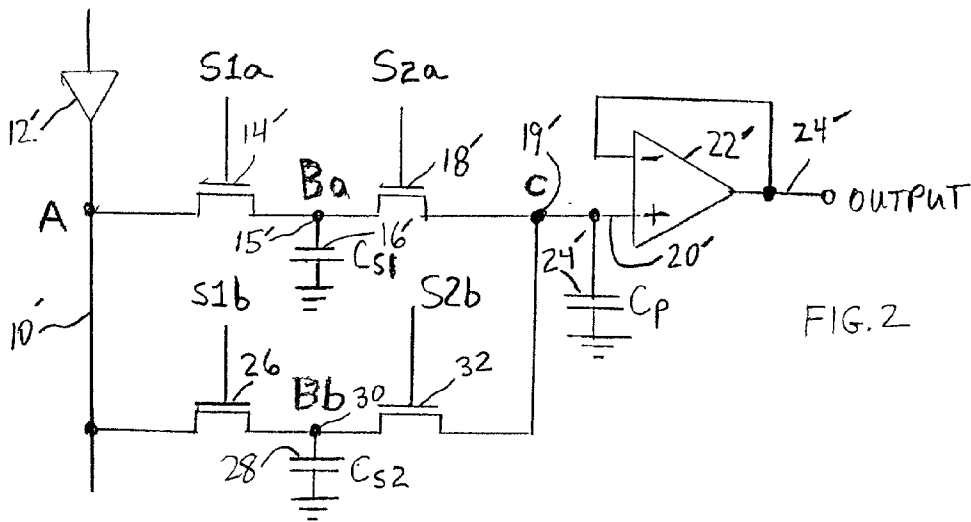 S1a
S2a
12'
14'
18'
19'
22'
24'
Ba
C
-
A
OUTPUT
15'
16'
+
CS1
24'
20'
S1b
S2b
CP
10'
FIG. 2
26
Bb
30
32
28
CS2